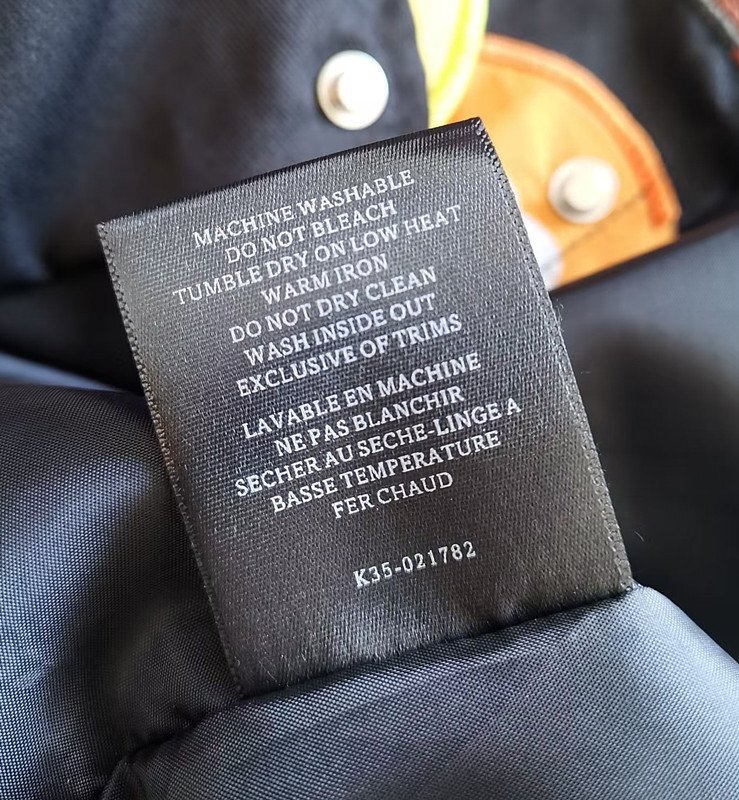 MACHINE WASHABLE
DO NOT BLEACH
TUMBLE DRY ON LOW HEAT
WARM IRON
DO NOT DRY CLEAN
WASH INSIDE OUT
EXCLUSIVE OF TRIMS
LAVABLE EN MACHINE
NE PAS BLANCHIR
SECHER AU SECHE-LINGE A
BASSE TEMPERATURE
FER CHAUD
K35-021782